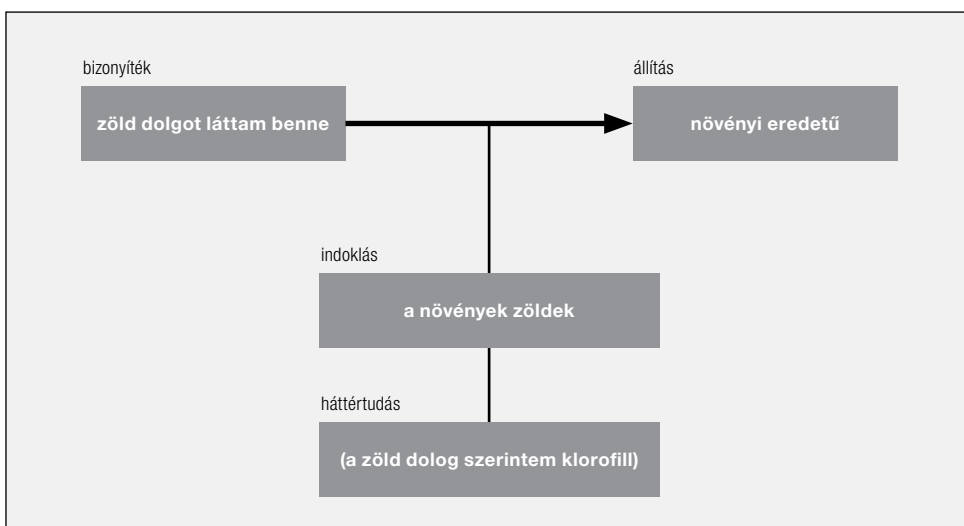 bizonyíték
állítás
zöld dolgot láttam benne
növényi eredetű
indoklás
a növények zöldek
háttértudás
(a zöld dolog szerintem klorofill)